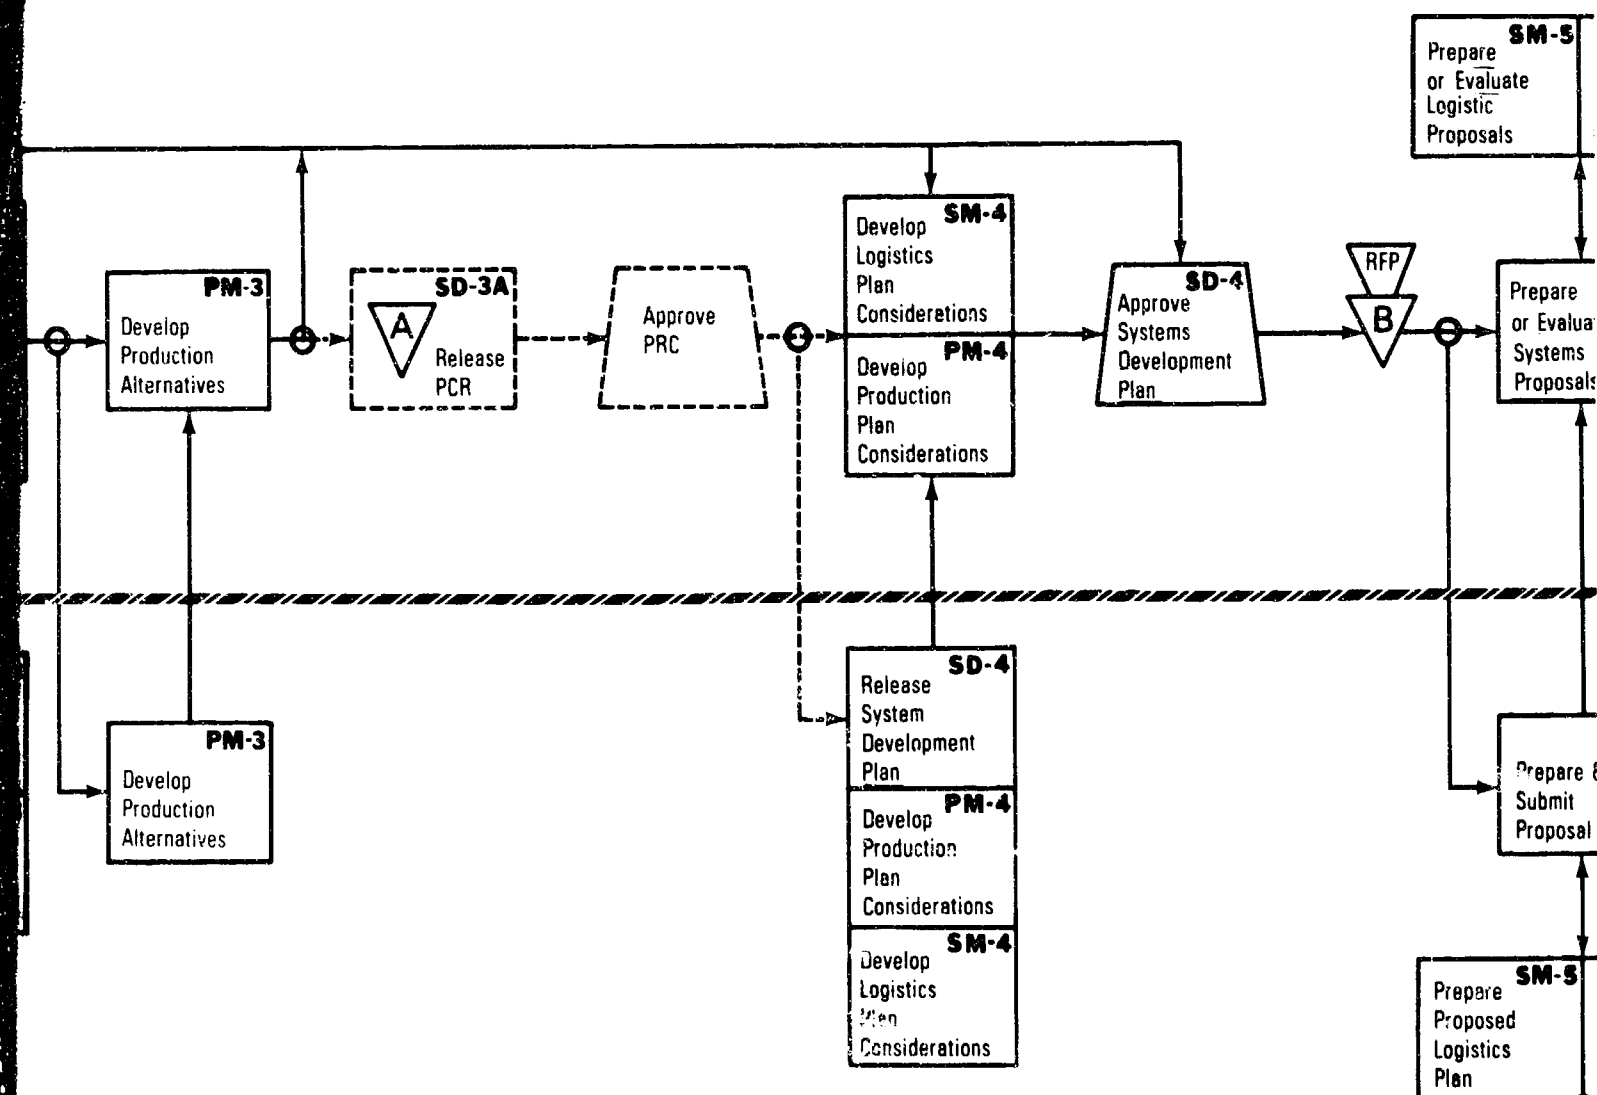 SM-5
Prepare
or Evaluate
Logistic
Proposals
SM-4
Develop
Logistics
Plan
Considerations
PM-4
Develop
Production
Plan
Considerations
PM-3
Develop
Production
Alternatives
SD-3A
A
Release
PCR
Approve
PRC
SD-4
Approve
Systems
Development
Plan
RFP
B
Prepare
or Evalua
Systems
Proposals
PM-3
Develop
Production
Alternatives
SD-4
Release
System
Development
Plan
PM-4
Develop
Production
Plan
Considerations
SM-4
Develop
Logistics
Plan
Considerations
Prepare &
Submit
Proposal
SM-5
Prepare
Proposed
Logistics
Plan